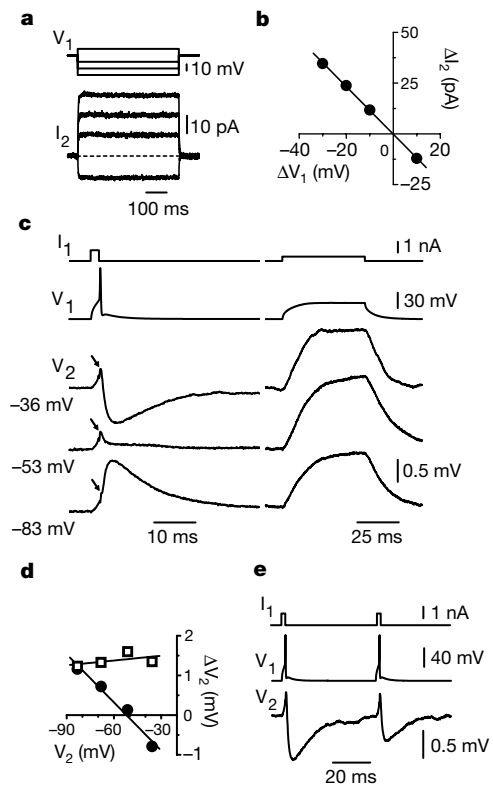 a
V1
10 mV
I2
10 pA
100 ms
b
50
25
ΔI2 (pA)
−40
−20
0
20
ΔV1 (mV)
−25
c
I1
1 nA
V1
30 mV
V2
−36 mV
−53 mV
−83 mV
0.5 mV
10 ms
25 ms
d
2
1
0
−1
ΔV2 (mV)
−90
−60
−30
V2 (mV)
e
I1
1 nA
V1
40 mV
V2
0.5 mV
20 ms